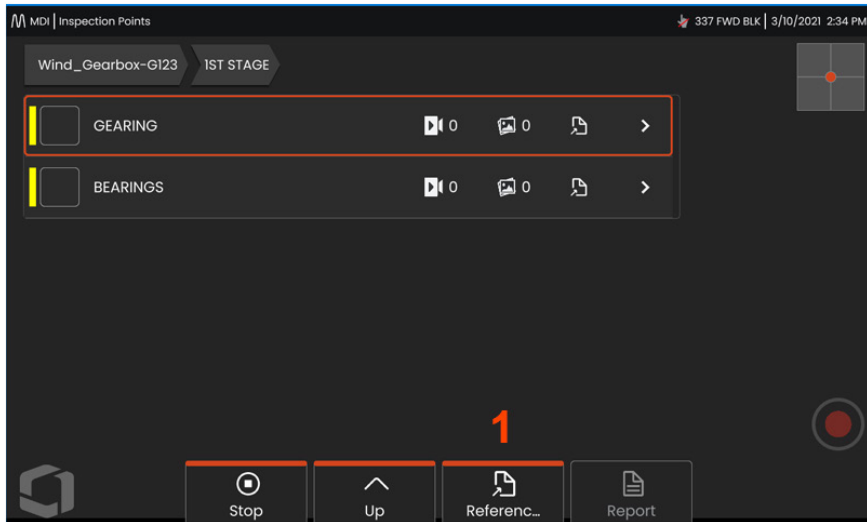 MDI | Inspection Points
337 FWD BLK | 3/10/2021 2:34 PM
Wind_Gearbox-G123 1ST STAGE
GEARING 0 0
BEARINGS 0 0
1
Stop Up Referenc... Report